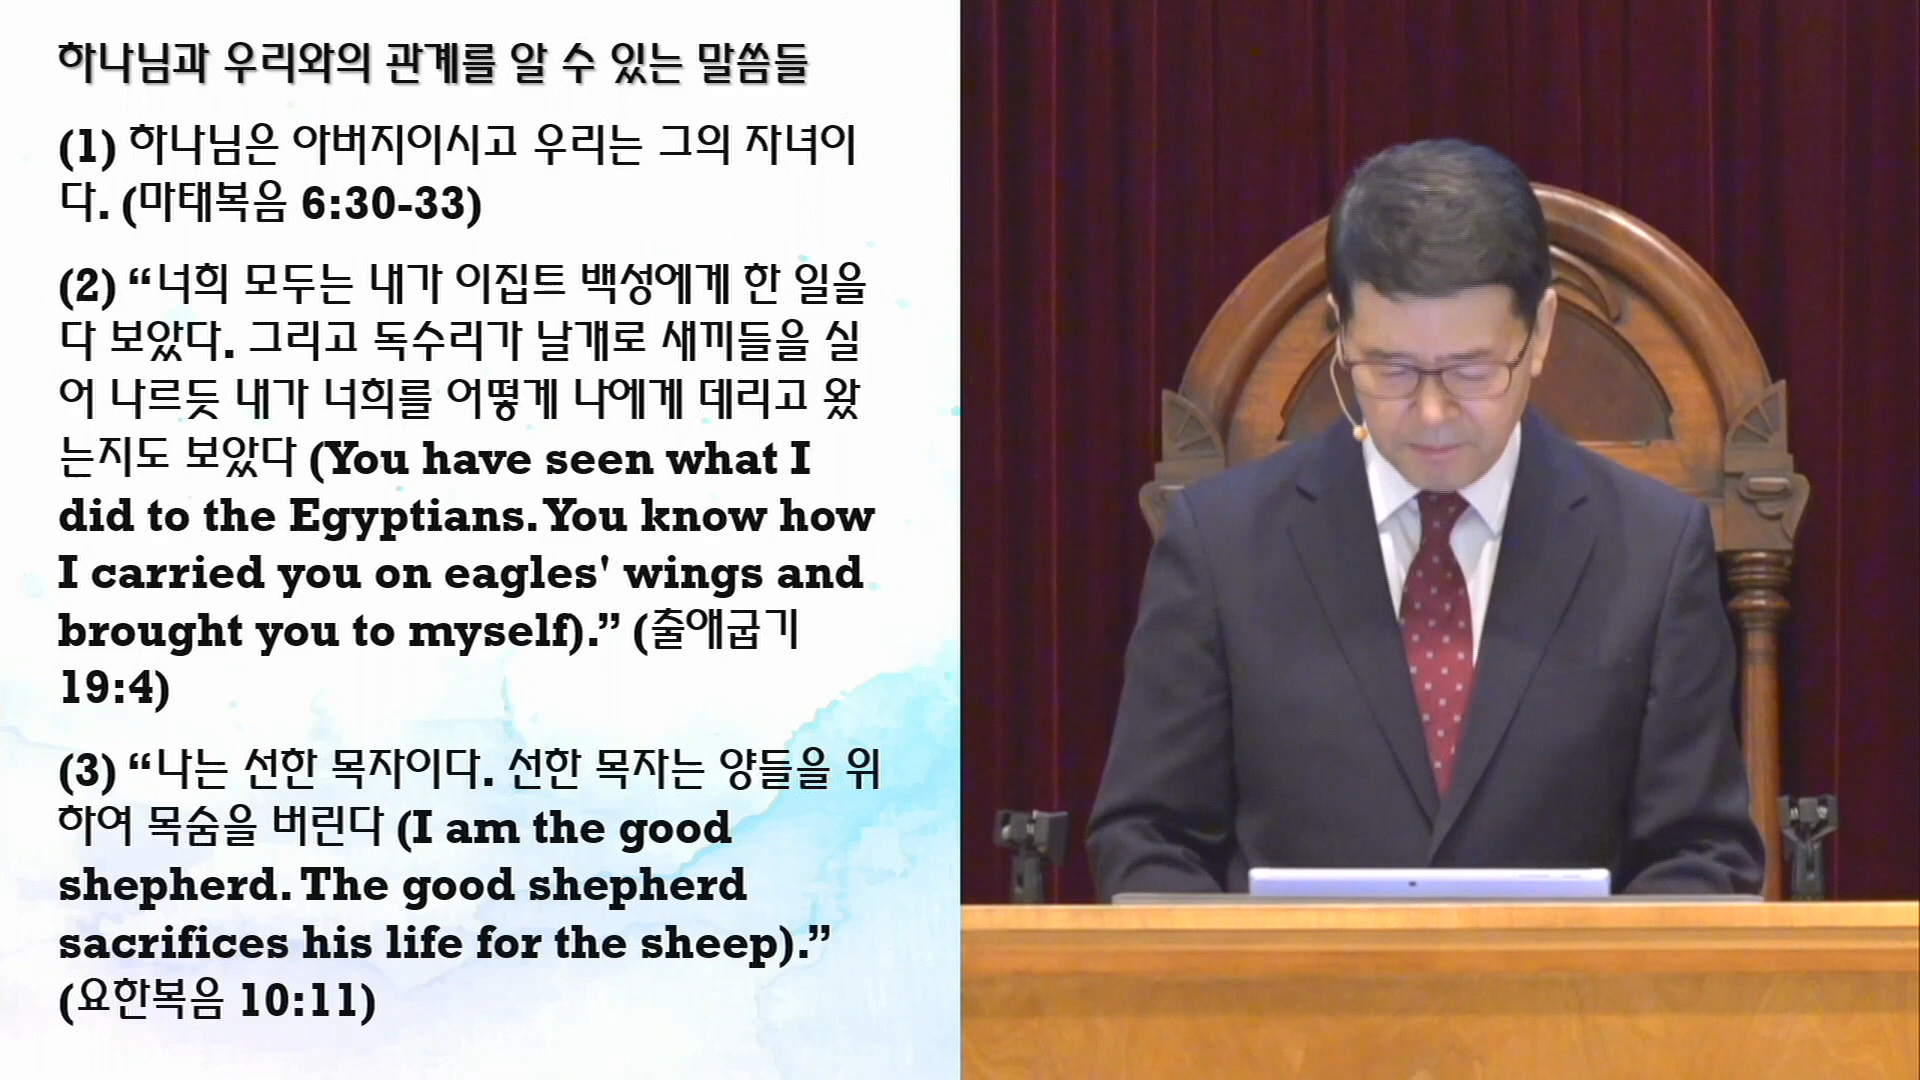 하나님과 우리와의 관계를 알 수 있는 말씀들
(1) 하나님은 아버지이시고 우리는 그의 자녀이
다. (마태복음 6:30-33)
(2) “너희 모두는 내가 이집트 백성에게 한 일을
다 보았다. 그리고 독수리가 날개로 새끼들을 실
어 나르듯 내가 너희를 어떻게 나에게 데리고 왔
는지도 보았다 (You have seen what I
did to the Egyptians. You know how
I carried you on eagles' wings and
brought you to myself).” (출애굽기
19:4)
(3) “나는 선한 목자이다. 선한 목자는 양들을 위
하여 목숨을 버린다 (I am the good
shepherd. The good shepherd
sacrifices his life for the sheep).”
(요한복음 10:11)